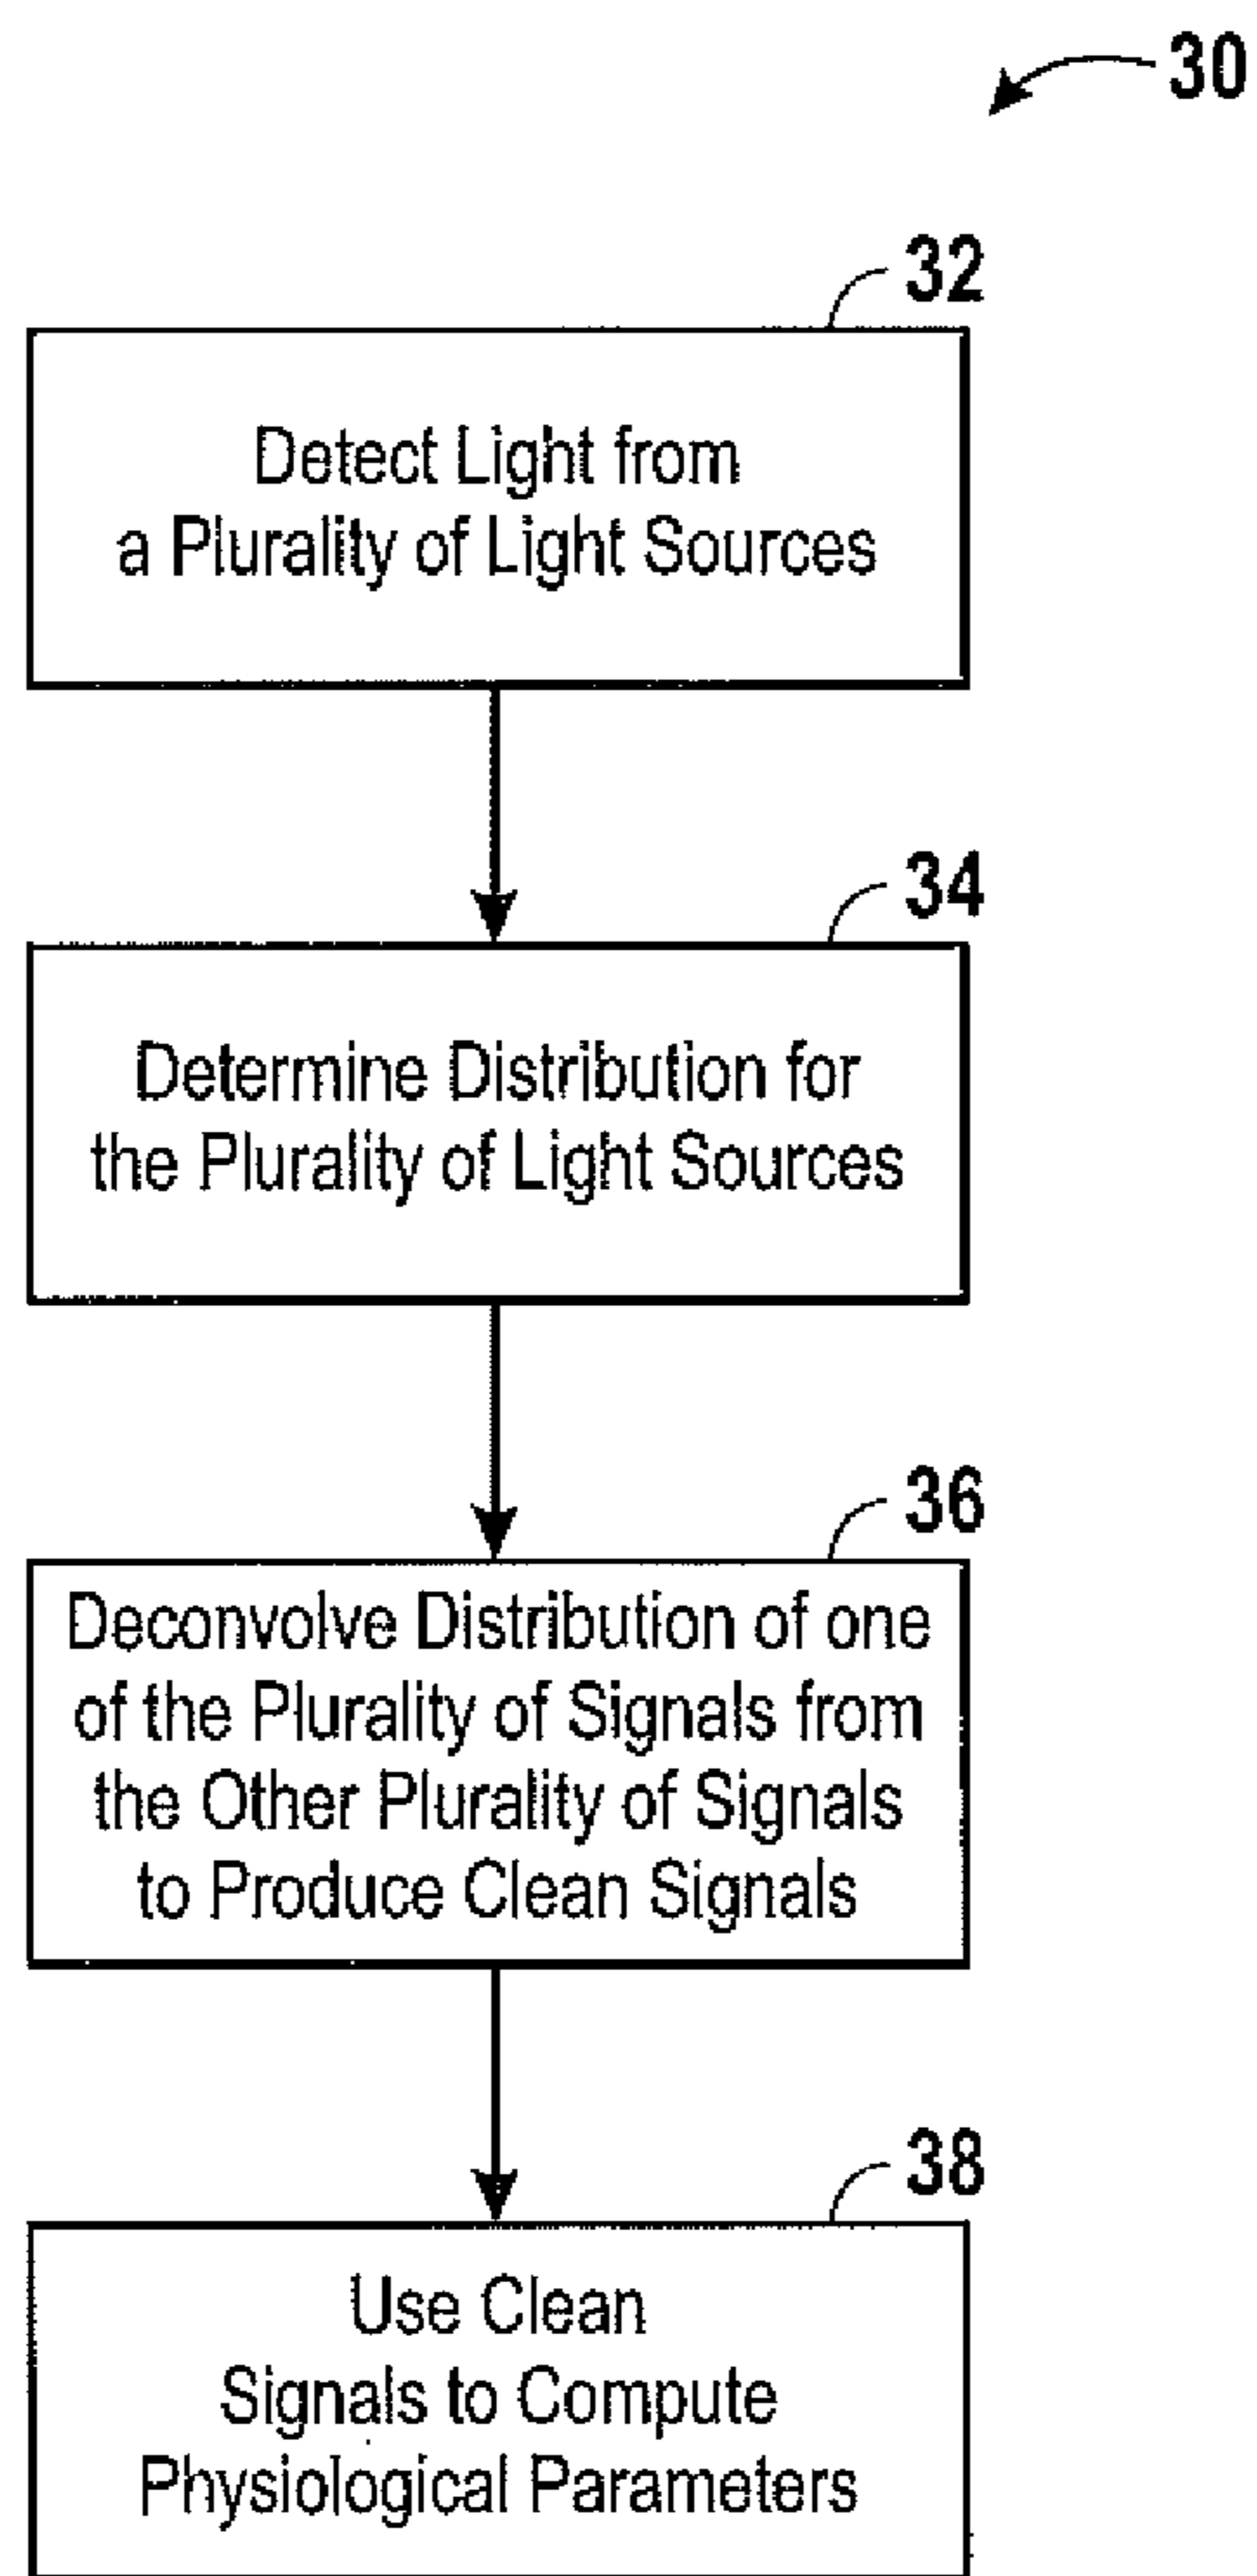 30
32
Detect Light from
a Plurality of Light Sources
34
Determine Distribution for
the Plurality of Light Sources
36
Deconvolve Distribution of one
of the Plurality of Signals from
the Other Plurality of Signals
to Produce Clean Signals
38
Use Clean
Signals to Compute
Physiological Parameters